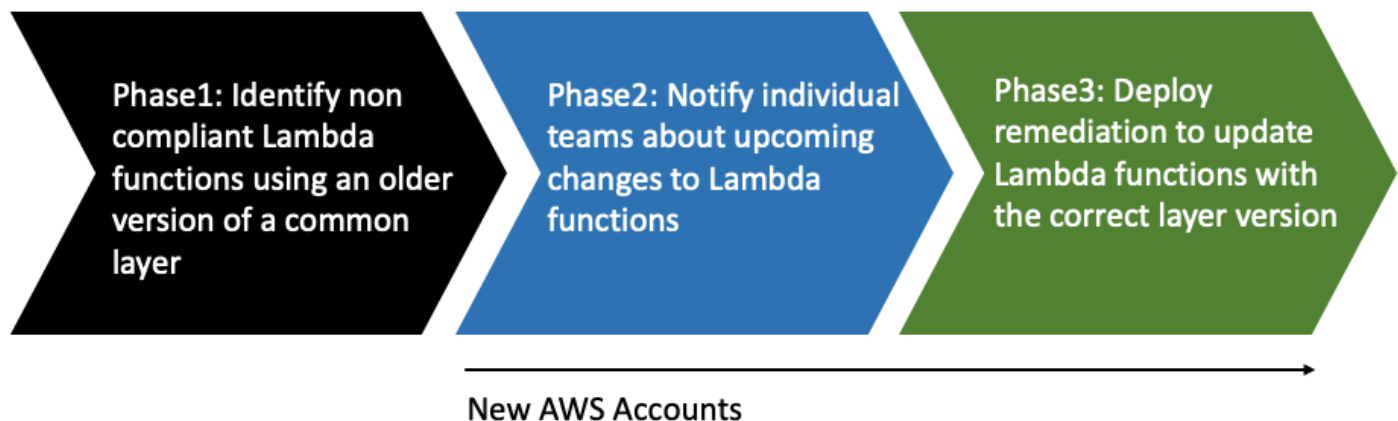 Phase1: Identify non
compliant Lambda
functions using an older
version of a common
layer
Phase2: Notify individual
teams about upcoming
changes to Lambda
functions
Phase3: Deploy
remediation to update
Lambda functions with
the correct layer version
New AWS Accounts